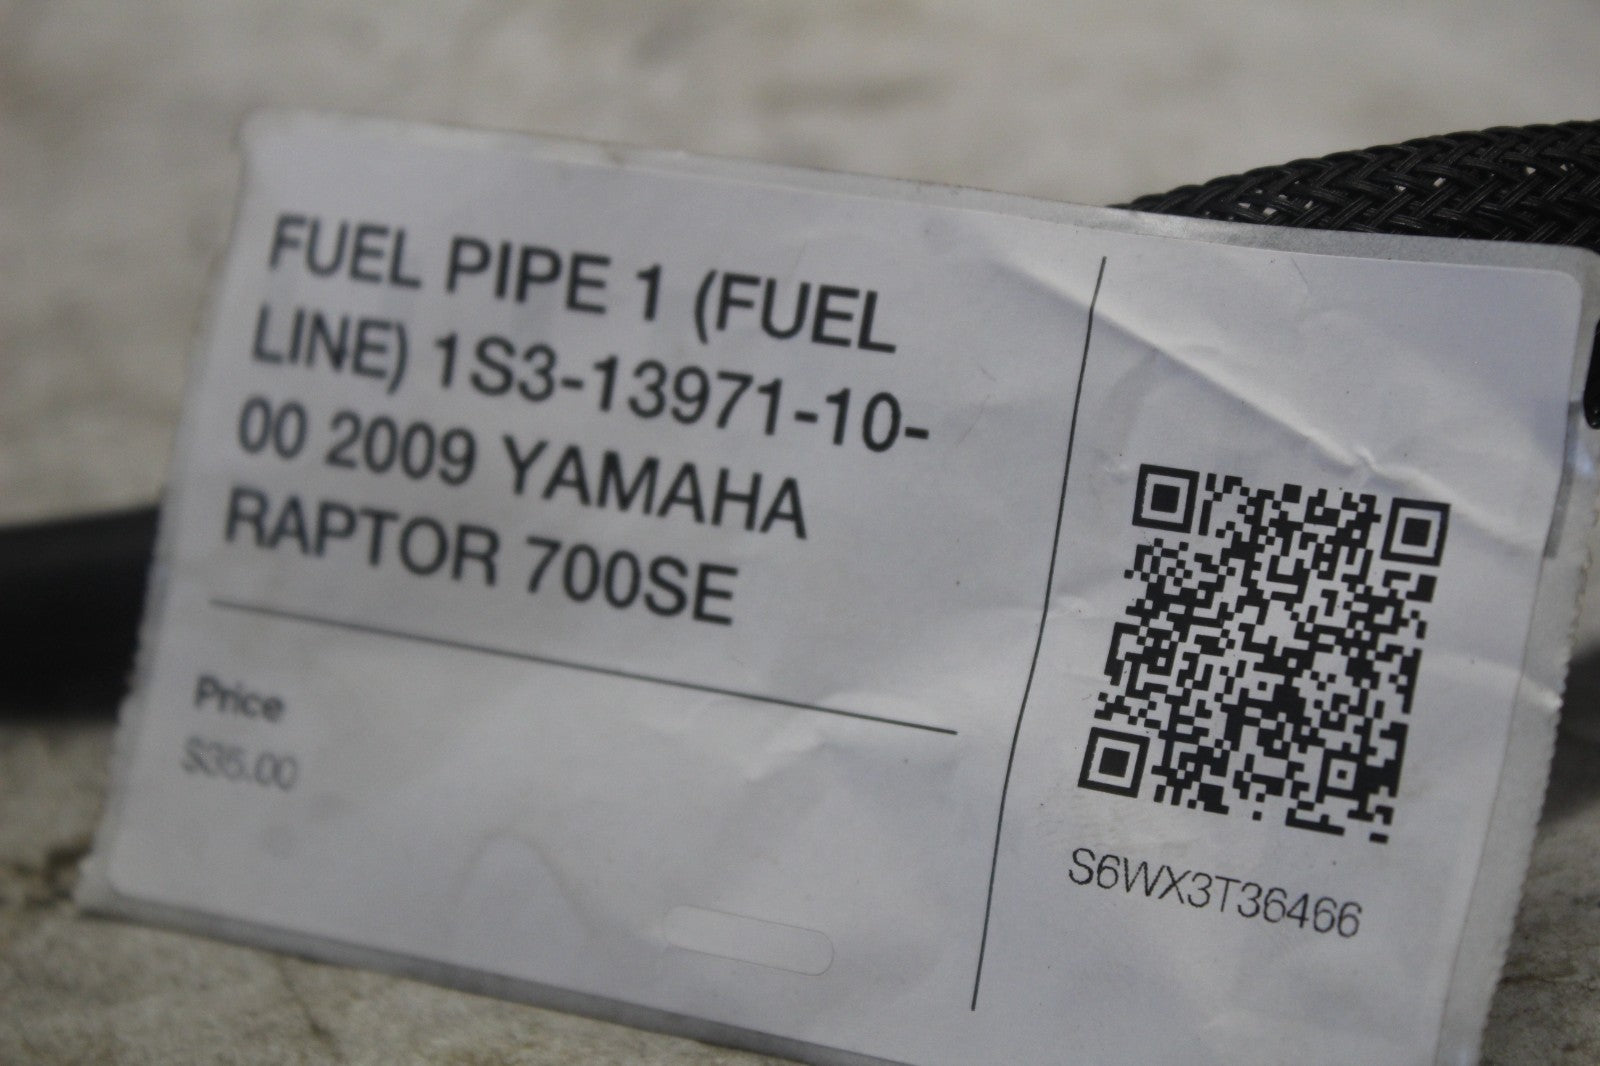 FUEL PIPE 1 (FUEL
LINE) 1S3-13971-10-
00 2009 YAMAHA
RAPTOR 700SE
Price
$35.00
S6WX3T36466